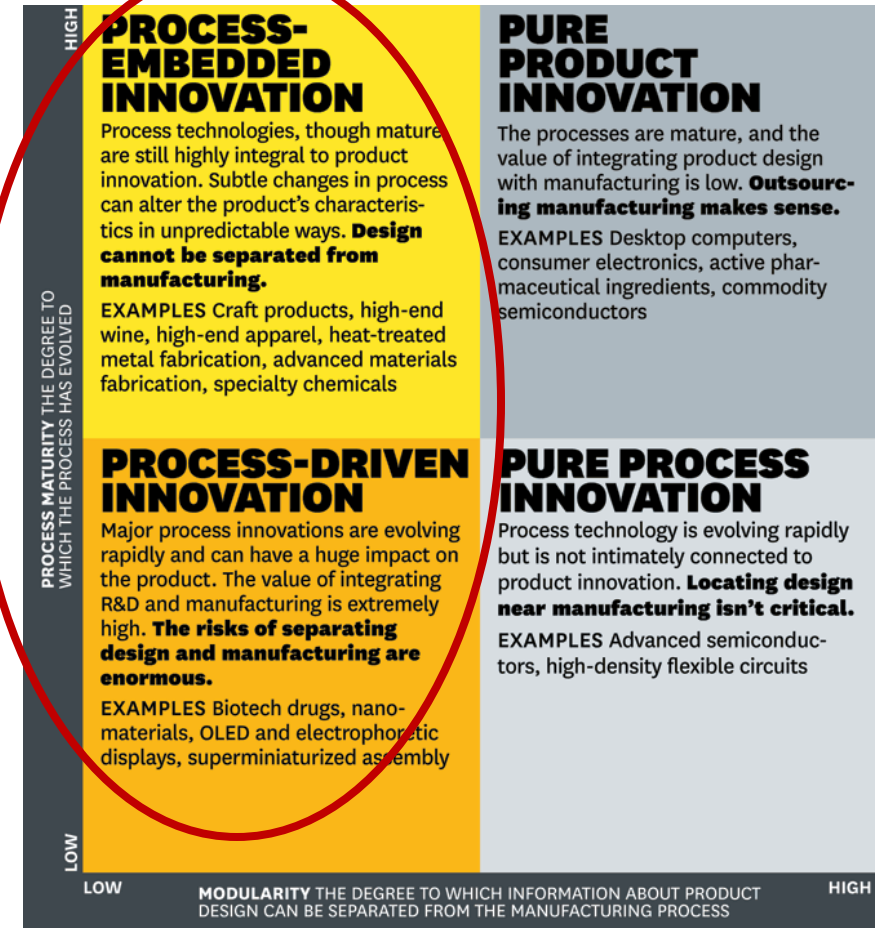 HIGH
PROCESS-
EMBEDDED
INNOVATION
Process technologies, though mature,
are still highly integral to product
innovation. Subtle changes in process
can alter the product’s characteris-
tics in unpredictable ways. Design
cannot be separated from
manufacturing.
EXAMPLES Craft products, high-end
wine, high-end apparel, heat-treated
metal fabrication, advanced materials
fabrication, specialty chemicals
PURE
PRODUCT
INNOVATION
The processes are mature, and the
value of integrating product design
with manufacturing is low. Outsourc-
ing manufacturing makes sense.
EXAMPLES Desktop computers,
consumer electronics, active phar-
maceutical ingredients, commodity
semiconductors
PROCESS MATURITY THE DEGREE TO
WHICH THE PROCESS HAS EVOLVED
PROCESS-DRIVEN
INNOVATION
Major process innovations are evolving
rapidly and can have a huge impact on
the product. The value of integrating
R&D and manufacturing is extremely
high. The risks of separating
design and manufacturing are
enormous.
EXAMPLES Biotech drugs, nano-
materials, OLED and electrophoretic
displays, superminiaturized assembly
PURE PROCESS
INNOVATION
Process technology is evolving rapidly
but is not intimately connected to
product innovation. Locating design
near manufacturing isn’t critical.
EXAMPLES Advanced semiconduc-
tors, high-density flexible circuits
LOW
LOW
MODULARITY THE DEGREE TO WHICH INFORMATION ABOUT PRODUCT
DESIGN CAN BE SEPARATED FROM THE MANUFACTURING PROCESS
HIGH